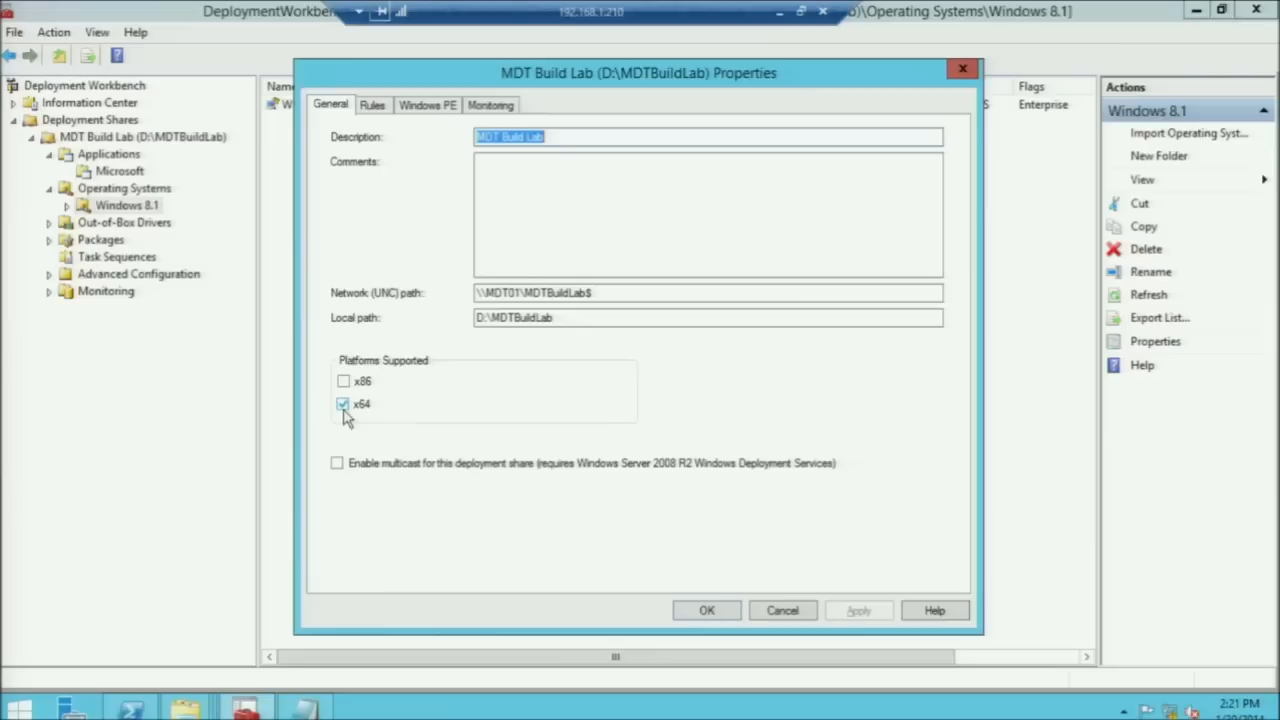 DeploymentWorkben
192.168.1.210
b)\Operating Systems\Windows 8.1]
File Action View Help
Deployment Workbench
Information Center
Deployment Shares
MDT Build Lab (D:\MDTBuildLab)
Applications
Microsoft
Operating Systems
Windows 8.1
Out-of-Box Drivers
Packages
Task Sequences
Advanced Configuration
Monitoring
Name
W
MDT Build Lab (D:\MDTBuildLab) Properties
General Rules Windows PE Monitoring
Description: MDT Build Lab
Comments:
Network (UNC) path: \\MDT01\MDTBuildLab$
Local path: D:\MDTBuildLab
Platforms Supported
x86
x64
Enable multicast for this deployment share (requires Windows Server 2008 R2 Windows Deployment Services)
OK Cancel Apply Help
Flags
S Enterprise
Actions
Windows 8.1
Import Operating Syst...
New Folder
View
Cut
Copy
Delete
Rename
Refresh
Export List...
Properties
Help
2:21 PM